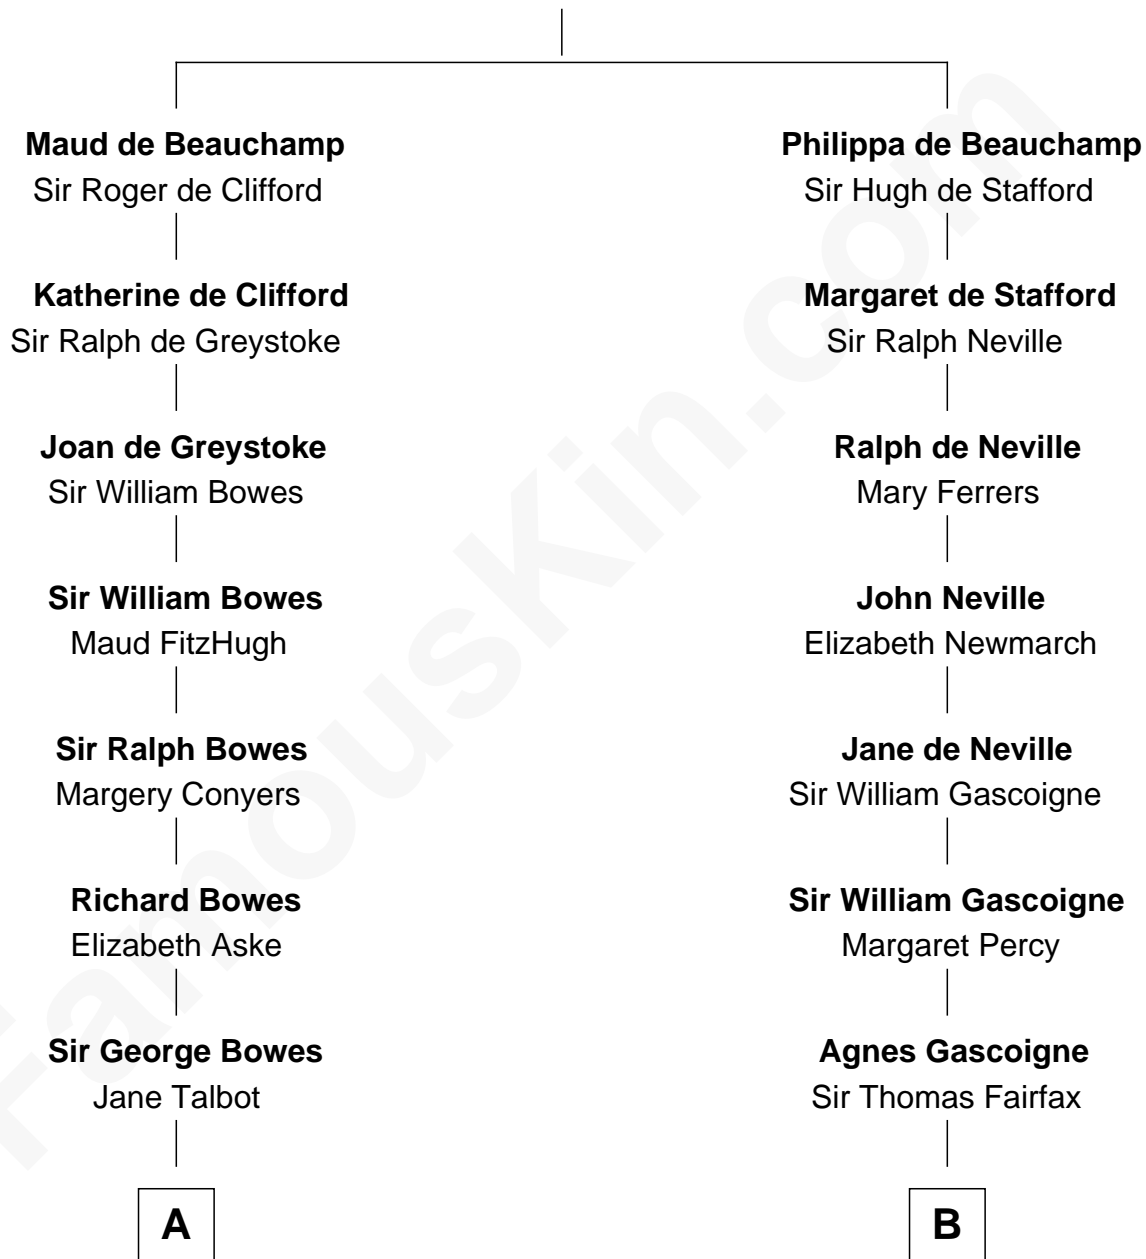 Maud de Beauchamp
Sir Roger de Clifford
Katherine de Clifford
Sir Ralph de Greystoke
Joan de Greystoke
Sir William Bowes
Sir William Bowes
Maud FitzHugh
Sir Ralph Bowes
Margery Conyers
Richard Bowes
Elizabeth Aske
Sir George Bowes
Jane Talbot
A
Philippa de Beauchamp
Sir Hugh de Stafford
Margaret de Stafford
Sir Ralph Neville
Ralph de Neville
Mary Ferrers
John Neville
Elizabeth Newmarch
Jane de Neville
Sir William Gascoigne
Sir William Gascoigne
Margaret Percy
Agnes Gascoigne
Sir Thomas Fairfax
B
FamousKin.com